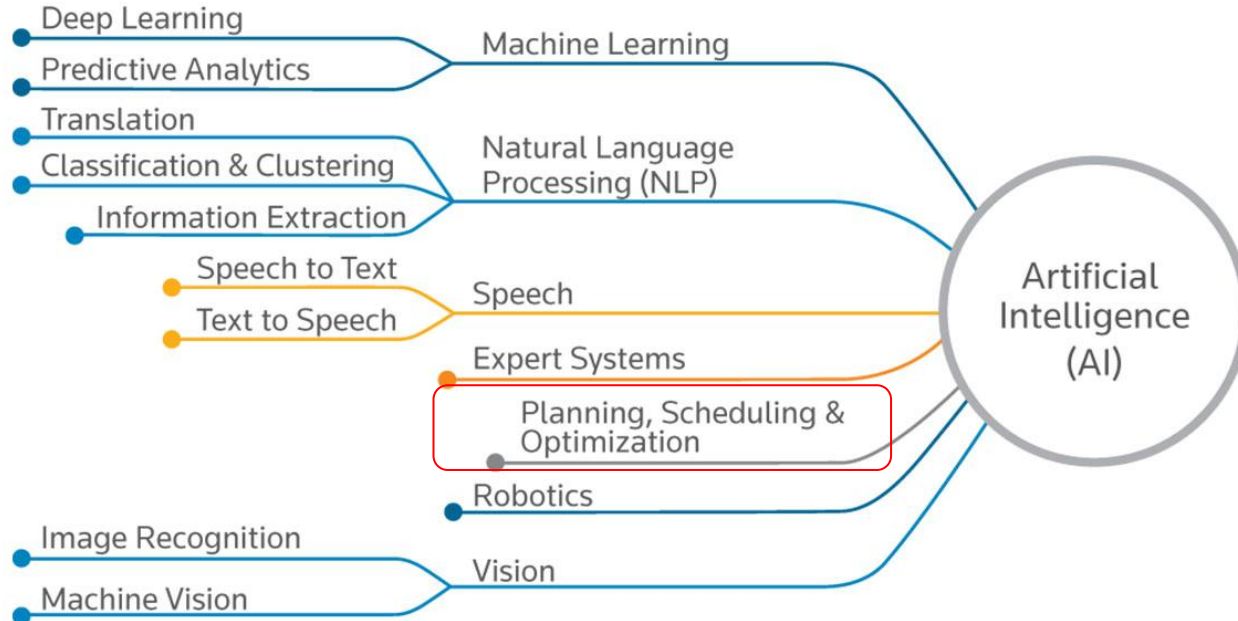 Deep Learning
Machine Learning
Predictive Analytics
Translation
Natural Language
Processing (NLP)
Classification & Clustering
Information Extraction
Speech to Text
Speech
Text to Speech
Expert Systems
Planning, Scheduling &
Optimization
Robotics
Image Recognition
Vision
Machine Vision
Artificial
Intelligence
(AI)